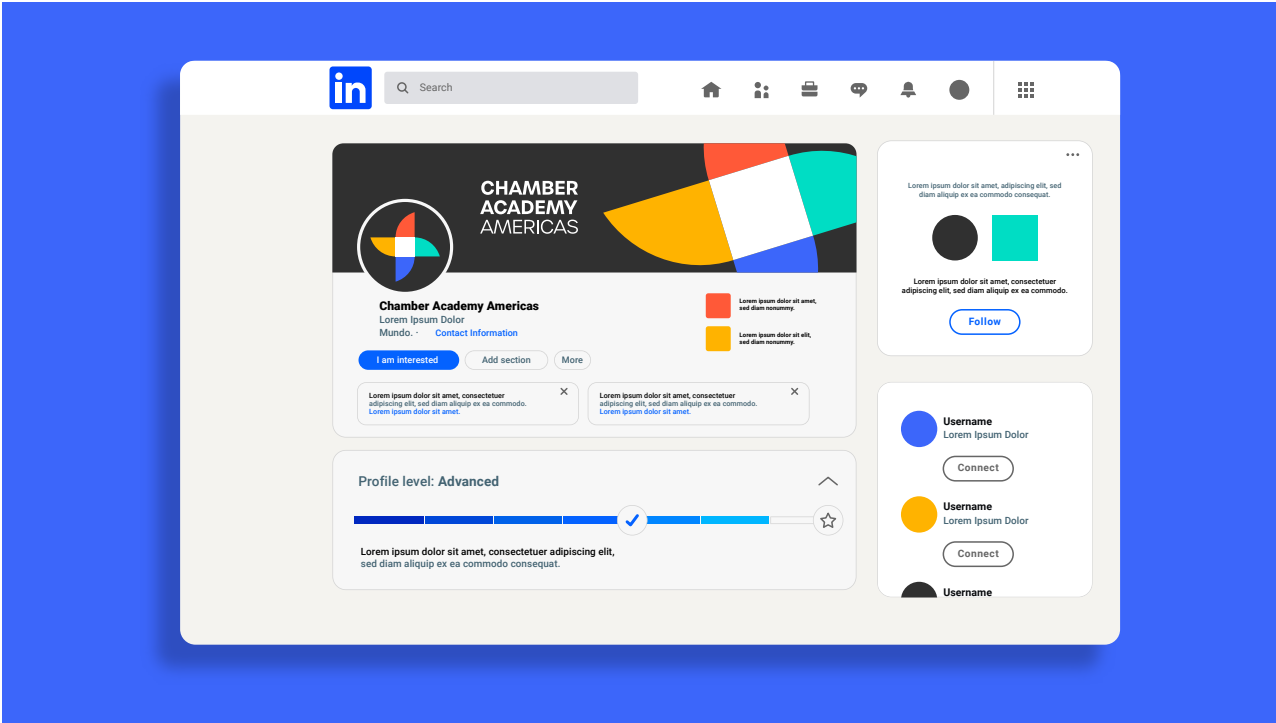 in
Search
CHAMBER
ACADEMY
AMERICAS
Chamber Academy Americas
Lorem Ipsum Dolor
Mundo. · Contact Information
I am interested
Add section
More
Lorem ipsum dolor sit amet,
sed diam nonummy.
Lorem ipsum dolor sit elit,
sed diam nonummy.
Lorem ipsum dolor sit amet, consectetuer
adipiscing elit, sed diam aliquip ex ea commodo.
Lorem ipsum dolor sit amet.
Lorem ipsum dolor sit amet, consectetuer
adipiscing elit, sed diam aliquip ex ea commodo.
Lorem ipsum dolor sit amet.
Profile level: Advanced
Lorem ipsum dolor sit amet, consectetuer adipiscing elit,
sed diam aliquip ex ea commodo consequat.
Lorem ipsum dolor sit amet, adipiscing elit, sed
diam aliquip ex ea commodo consequat.
Lorem ipsum dolor sit amet, consectetuer
adipiscing elit, sed diam aliquip ex ea commodo.
Follow
Username
Lorem Ipsum Dolor
Connect
Username
Lorem Ipsum Dolor
Connect
Username